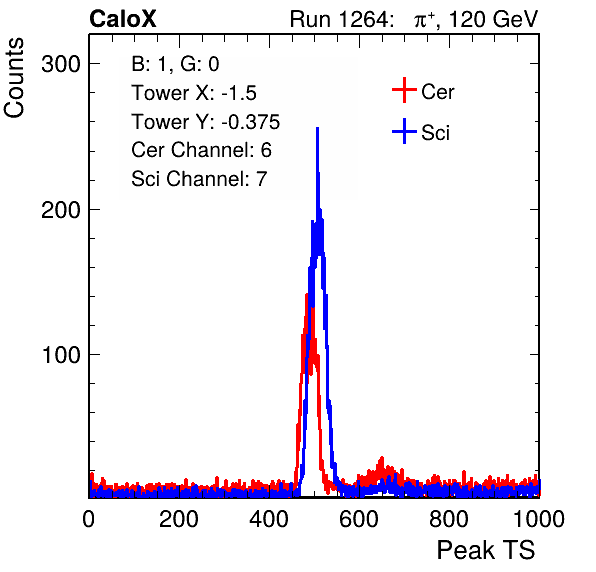 CaloX Run 1264: π⁺, 120 GeV
Counts
B: 1, G: 0
Tower X: -1.5
Tower Y: -0.375
Cer Channel: 6
Sci Channel: 7
Cer
Sci
300
200
100
0 200 400 600 800 1000
Peak TS